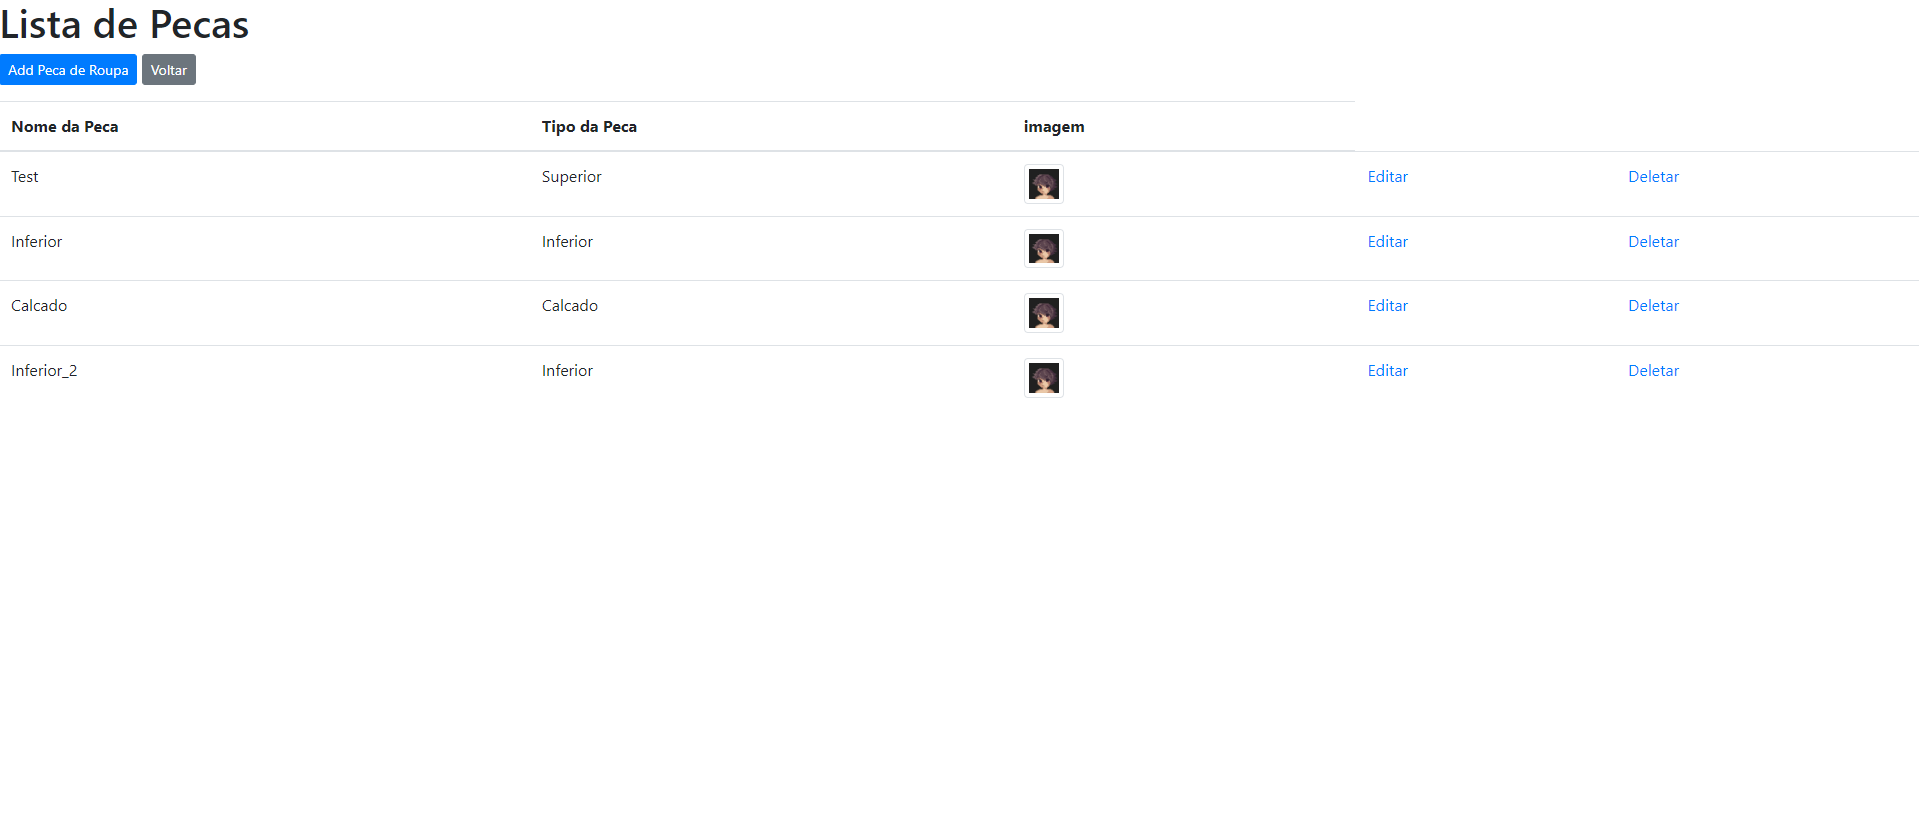 Lista de Pecas
Add Peca de Roupa Voltar
Nome da Peca Tipo da Peca imagem
Test Superior Editar Deletar
Inferior Inferior Editar Deletar
Calcado Calcado Editar Deletar
Inferior_2 Inferior Editar Deletar